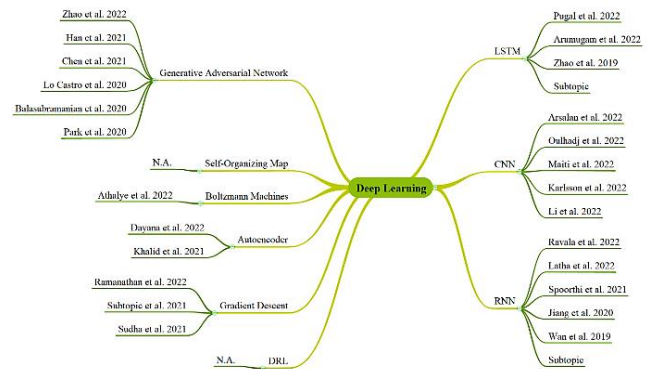 Zhao et al. 2022
Han et al. 2021
Chen et al. 2021
Lo Castro et al. 2020
Balasubramanian et al. 2020
Park et al. 2020
Generative Adversarial Network
N.A.
Self-Organizing Map
Athalye et al. 2022
Boltzmann Machines
Dayana et al. 2022
Khalid et al. 2021
Autoencoder
Ramanathan et al. 2022
Subtopic et al. 2021
Sudha et al. 2021
Gradient Descent
N.A.
DRL
Deep Learning
LSTM
Pugal et al. 2022
Arumugam et al. 2022
Zhao et al. 2019
Subtopic
CNN
Arsalan et al. 2022
Oulhadj et al. 2022
Maiti et al. 2022
Karlsson et al. 2022
Li et al. 2022
RNN
Ravala et al. 2022
Latha et al. 2022
Spoorthi et al. 2021
Jiang et al. 2020
Wan et al. 2019
Subtopic